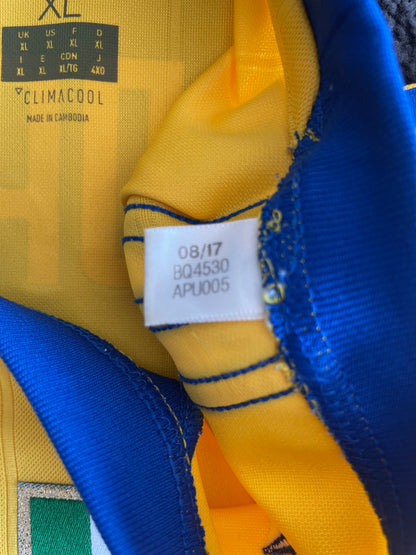 XL
UK US F D
XL XL XL XL
I E CON J
XL XL XL/16 4XO
CLIMACOOL
MADE IN CAMBODIA
08/17
BQ4530
APU005